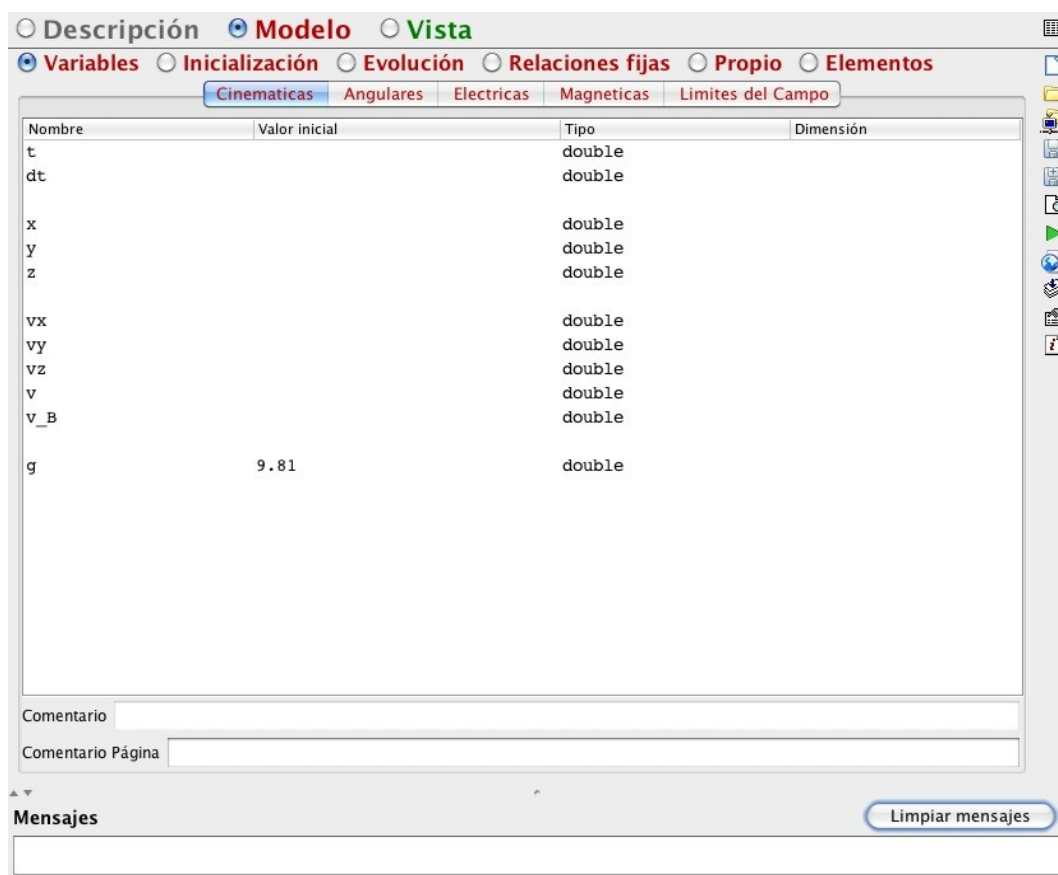 Descripción Modelo Vista
Variables Inicialización Evolución Relaciones fijas Propio Elementos
Cinematicas Angulares Electricas Magneticas Limites del Campo
Nombre Valor inicial Tipo Dimensión
t double
dt double
x double
y double
z double
vx double
vy double
vz double
v double
v_B double
g 9.81 double
Comentario
Comentario Página
Mensajes Limpiar mensajes